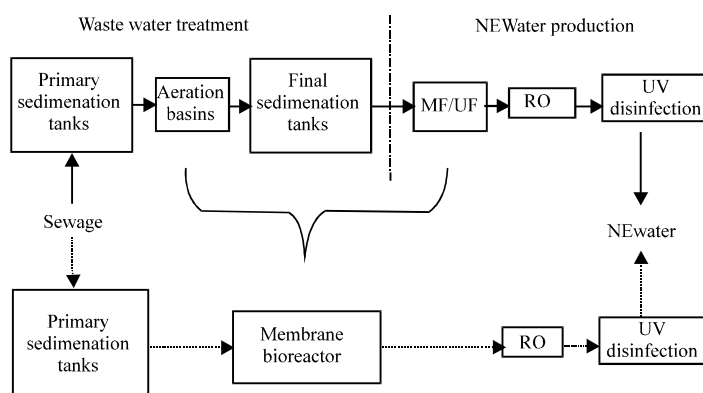 Waste water treatment
NEWater production
Primary
sedimenation
tanks
Aeration
basins
Final
sedimenation
tanks
MF/UF
RO
UV
disinfection
Sewage
NEwater
Primary
sedimenation
tanks
Membrane
bioreactor
RO
UV
disinfection